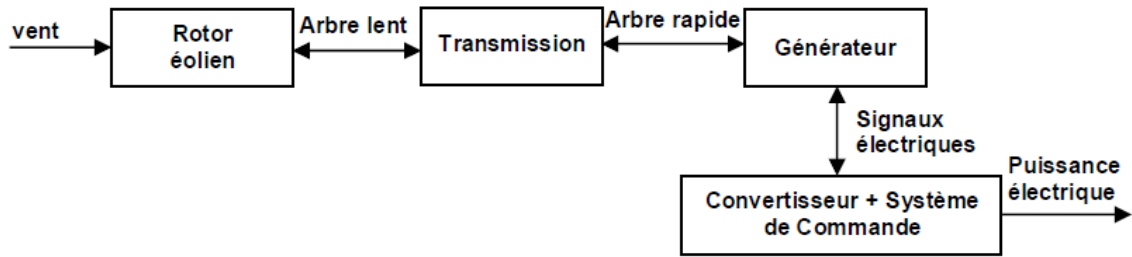 vent
Rotor
éolien
Arbre lent
Transmission
Arbre rapide
Générateur
Signaux
électriques
Convertisseur + Système
de Commande
Puissance
électrique